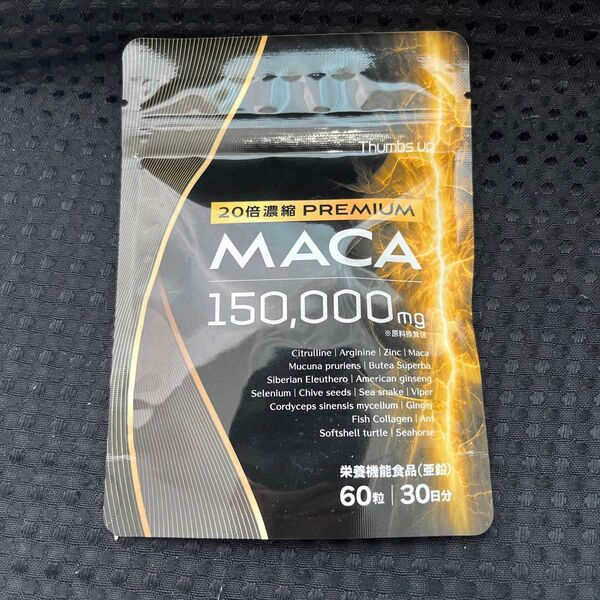 Thumbs up
20倍濃縮 PREMIUM
MACA
150,000mg
※原料換算値
Citrulline | Arginine | Zinc | Maca
Mucuna pruriens | Butea Superba
Siberian Eleuthero | American ginseng
Selenium | Chive seeds | Sea snake | Viper
Cordyceps sinensis mycelium | Ginger
Fish Collagen | Ant
Softshell turtle | Seahorse
栄養機能食品(亜鉛)
60粒 | 30日分